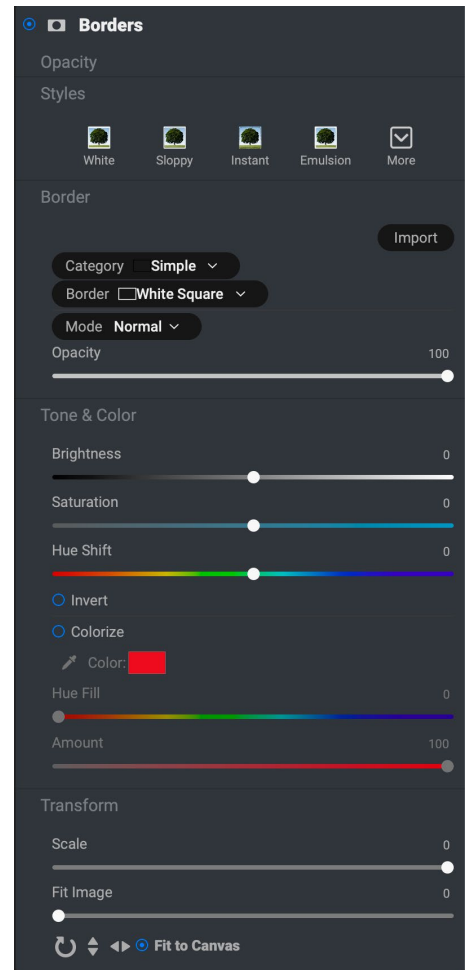 Borders
Opacity
Styles
White Sloppy Instant Emulsion More
Border
Import
Category Simple
Border White Square
Mode Normal
Opacity 100
Tone & Color
Brightness 0
Saturation 0
Hue Shift 0
Invert
Colorize
Color:
Hue Fill 0
Amount 100
Transform
Scale 0
Fit Image 0
Fit to Canvas